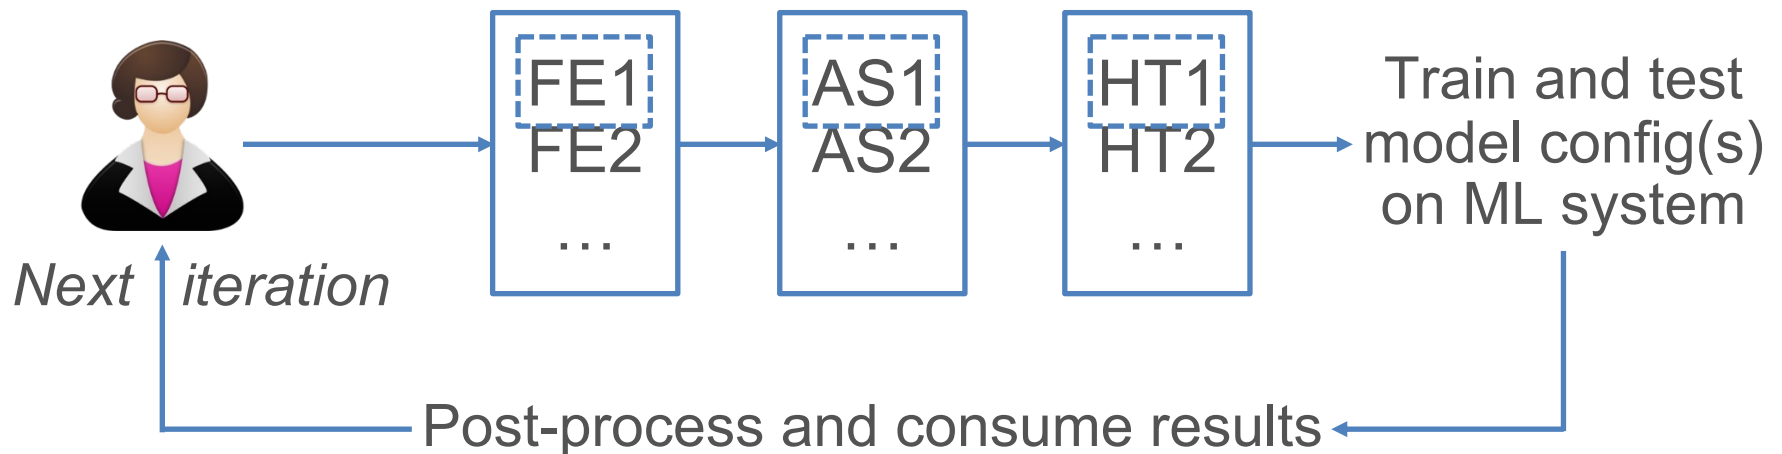 FE1
FE2
...
AS1
AS2
...
HT1
HT2
...
Train and test
model config(s)
on ML system
Next iteration
Post-process and consume results